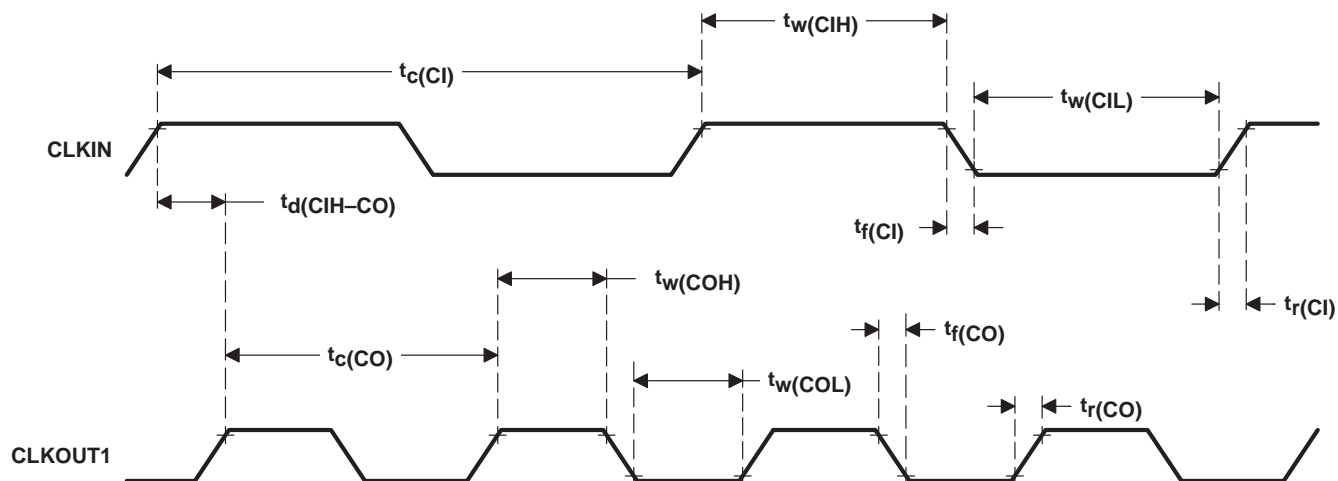 tw(CIH)
tc(CI)
tw(CIL)
CLKIN
td(CIH–CO)
tf(CI)
tw(COH)
tr(CI)
tf(CO)
tc(CO)
tw(COL)
tr(CO)
CLKOUT1